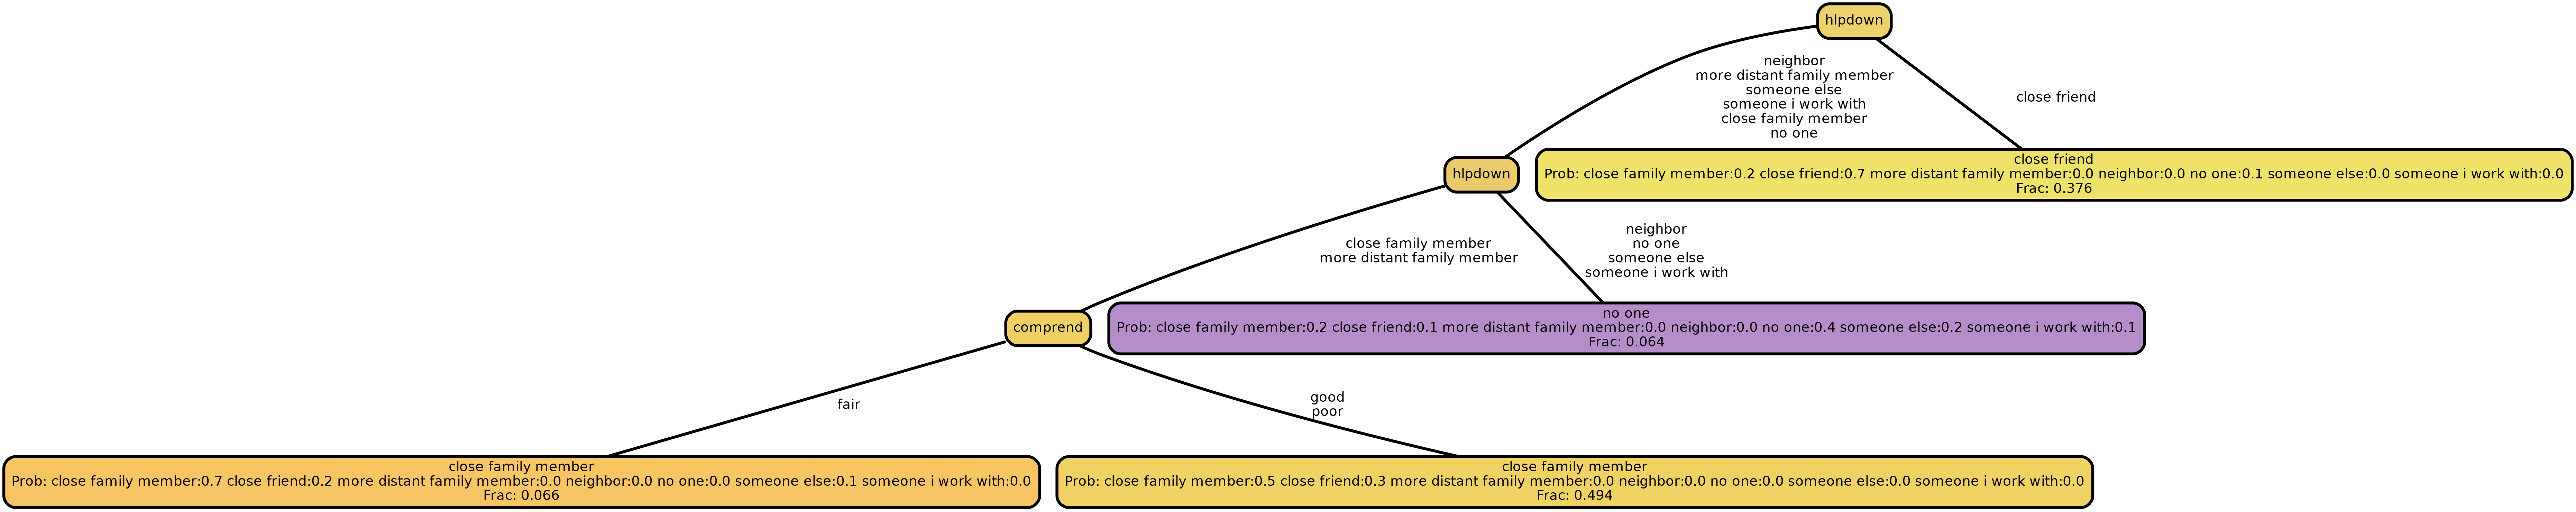 hlpdown
neighbor
more distant family member
someone else
someone i work with
close family member
no one
close friend
hlpdown
close friend
Prob: close family member:0.2 close friend:0.7 more distant family member:0.0 neighbor:0.0 no one:0.1 someone else:0.0 someone i work with:0.0
Frac: 0.376
close family member
more distant family member
neighbor
no one
someone else
someone i work with
comprend
no one
Prob: close family member:0.2 close friend:0.1 more distant family member:0.0 neighbor:0.0 no one:0.4 someone else:0.2 someone i work with:0.1
Frac: 0.064
fair
good
poor
close family member
Prob: close family member:0.7 close friend:0.2 more distant family member:0.0 neighbor:0.0 no one:0.0 someone else:0.1 someone i work with:0.0
Frac: 0.066
close family member
Prob: close family member:0.5 close friend:0.3 more distant family member:0.0 neighbor:0.0 no one:0.0 someone else:0.0 someone i work with:0.0
Frac: 0.494